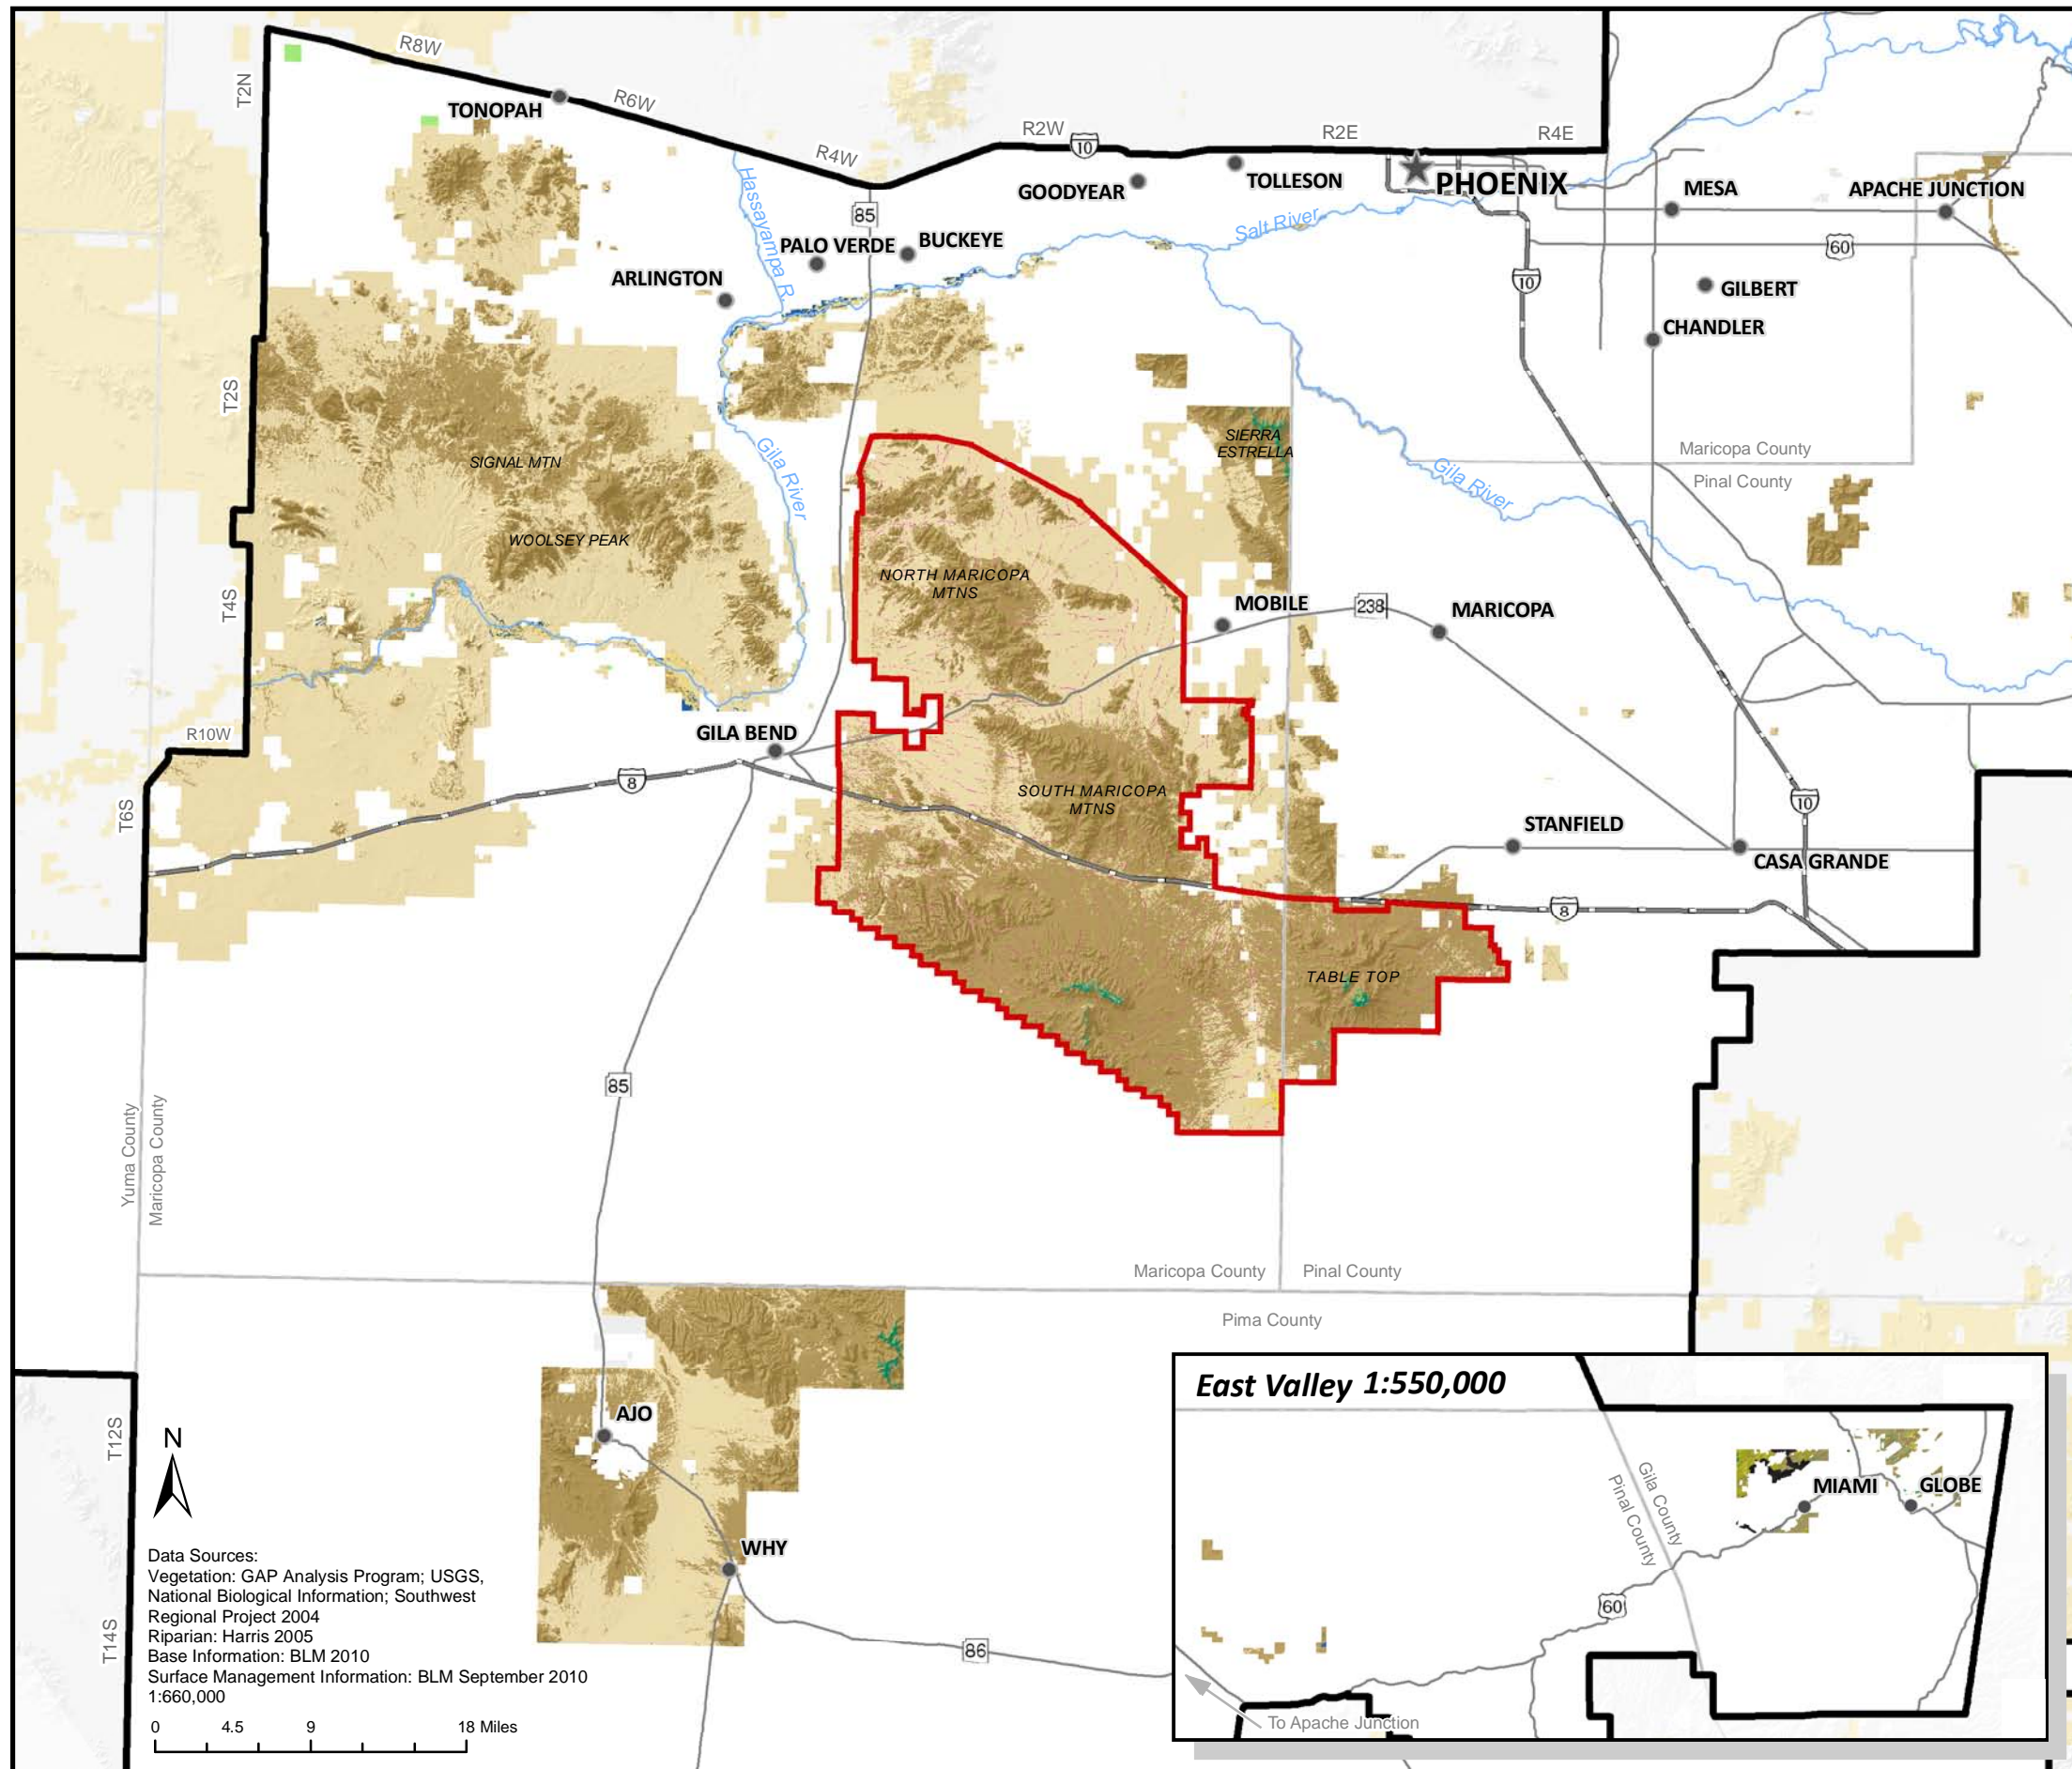 R8W
T2N
TONOPAH
R6W
R4W
R2W
10
R2E
R4E
PHOENIX
TOLLESON
GOODYEAR
MESA
APACHE JUNCTION
Hassayampa R.
85
Salt River
PALO VERDE
BUCKEYE
60
ARLINGTON
10
GILBERT
CHANDLER
T2S
SIERRA
ESTRELLA
Maricopa County
Pinal County
SIGNAL MTN
Gila River
Gila River
WOOLSEY PEAK
NORTH MARICOPA
MTNS
T4S
MOBILE
238
MARICOPA
R10W
GILA BEND
8
SOUTH MARICOPA
MTNS
T6S
10
STANFIELD
CASA GRANDE
8
TABLE TOP
85
Yuma County
Maricopa County
Maricopa County
Pinal County
Pima County
East Valley 1:550,000
AJO
T12S
N
Gila County
Pinal County
MIAMI
GLOBE
WHY
60
86
T14S
To Apache Junction
Data Sources:
Vegetation: GAP Analysis Program; USGS,
National Biological Information; Southwest
Regional Project 2004
Riparian: Harris 2005
Base Information: BLM 2010
Surface Management Information: BLM September 2010
1:660,000
0 4.5 9 18 Miles